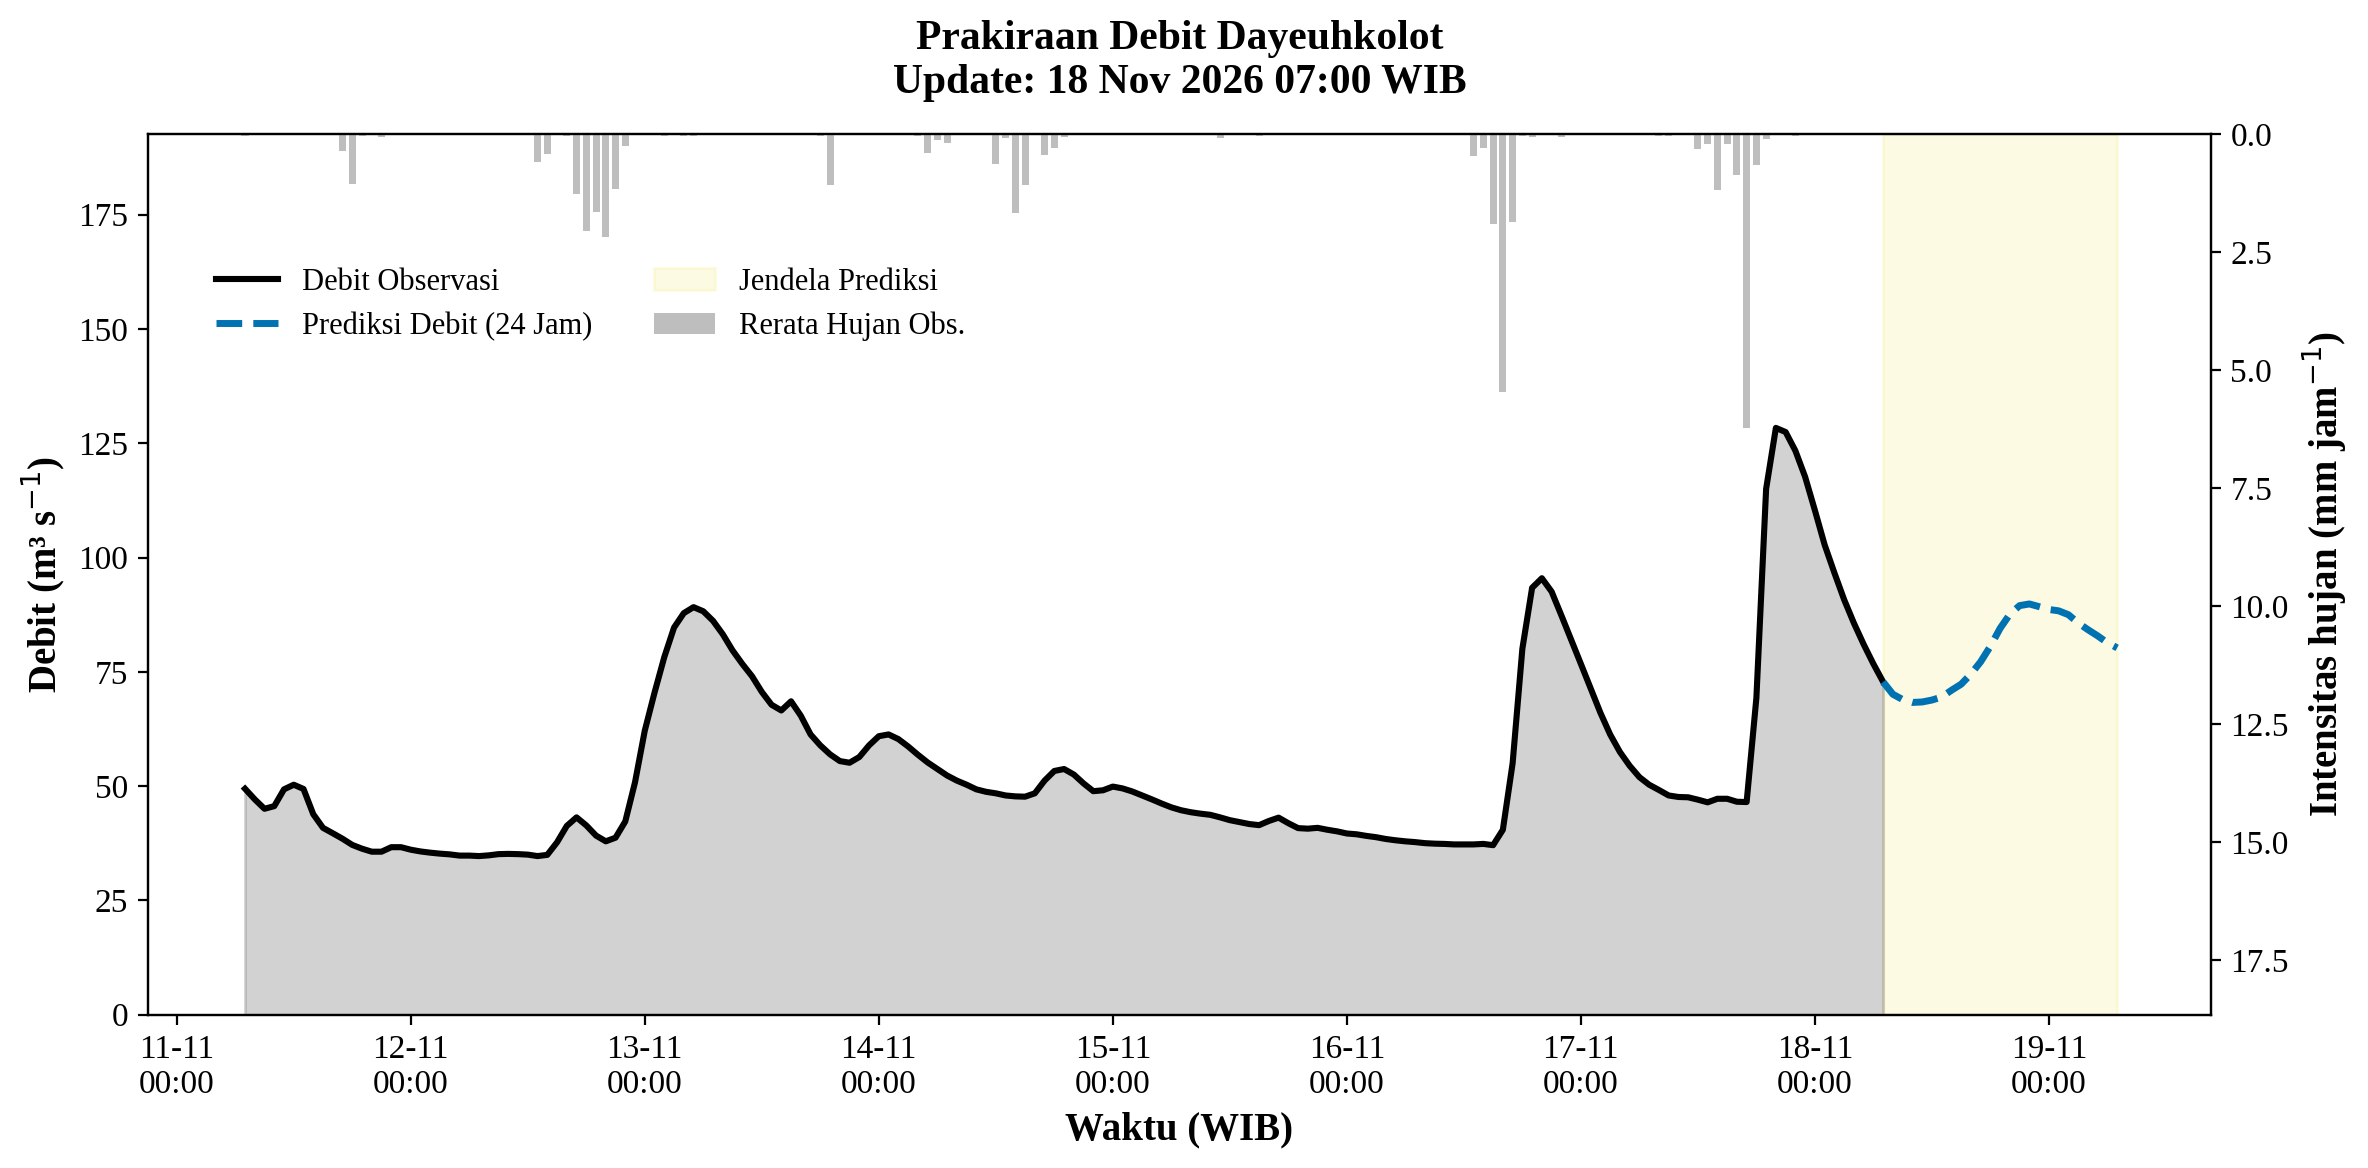 Prakiraan Debit Dayeuhkolot
Update: 18 Nov 2026 07:00 WIB
Debit (m³ s⁻¹)
175
150
125
100
75
50
25
0
Debit Observasi
Prediksi Debit (24 Jam)
Jendela Prediksi
Rerata Hujan Obs.
0.0
2.5
5.0
7.5
10.0
12.5
15.0
17.5
Intensitas hujan (mm jam⁻¹)
11-11 12-11 13-11 14-11 15-11 16-11 17-11 18-11 19-11
00:00 00:00 00:00 00:00 00:00 00:00 00:00 00:00 00:00
Waktu (WIB)